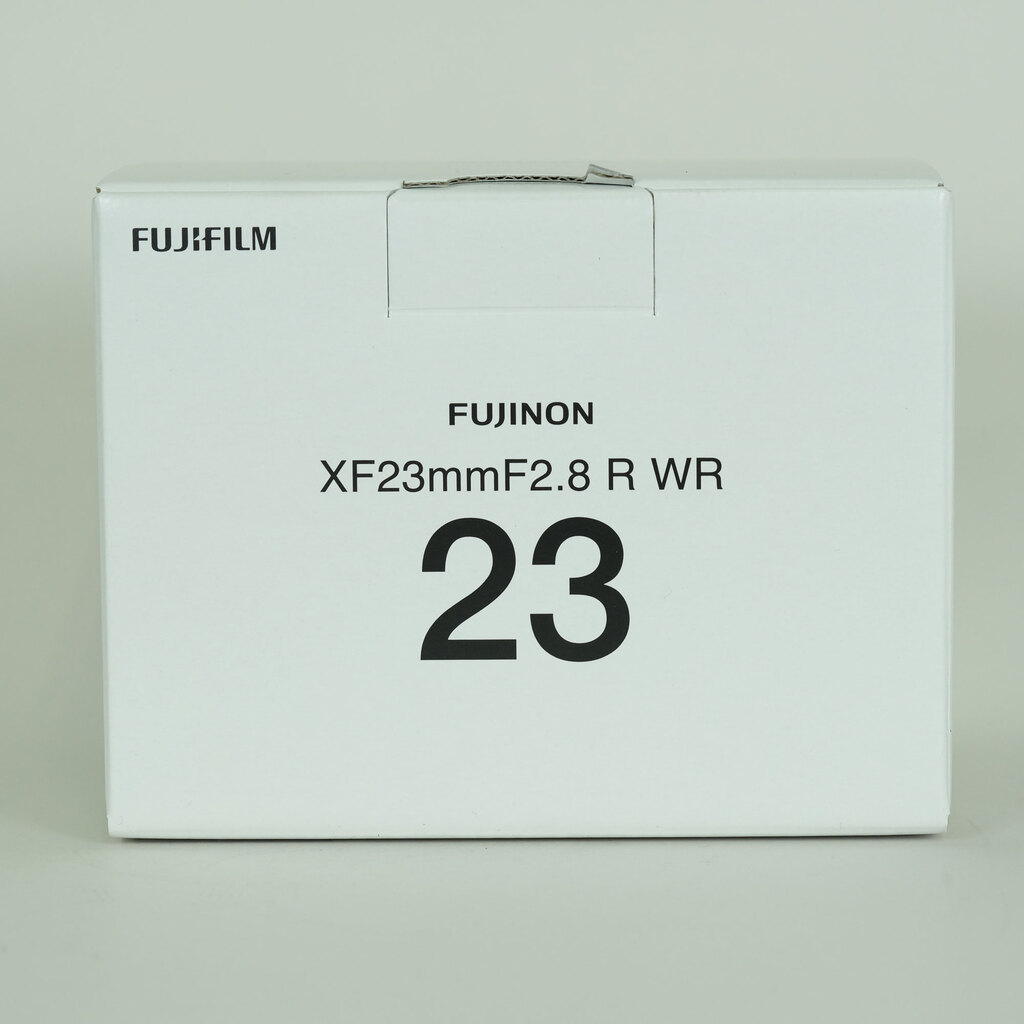 FUJIFILM
FUJINON
XF23mmF2.8 R WR
23